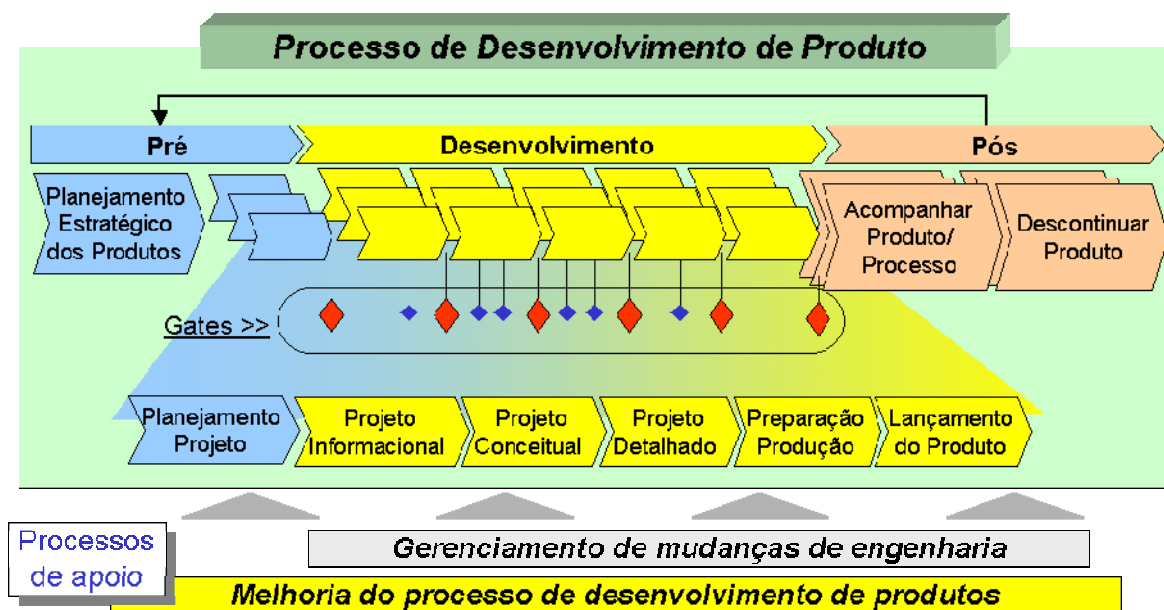 Processo de Desenvolvimento de Produto
Pré
Desenvolvimento
Pós
Planejamento
Estratégico
dos Produtos
Acompanhar
Produto/
Processo
Descontinuar
Produto
Gates >>
Planejamento
Projeto
Projeto
Informacional
Projeto
Conceitual
Projeto
Detalhado
Preparação
Produção
Lançamento
do Produto
Processos
de apoio
Gerenciamento de mudanças de engenharia
Melhoria do processo de desenvolvimento de produtos